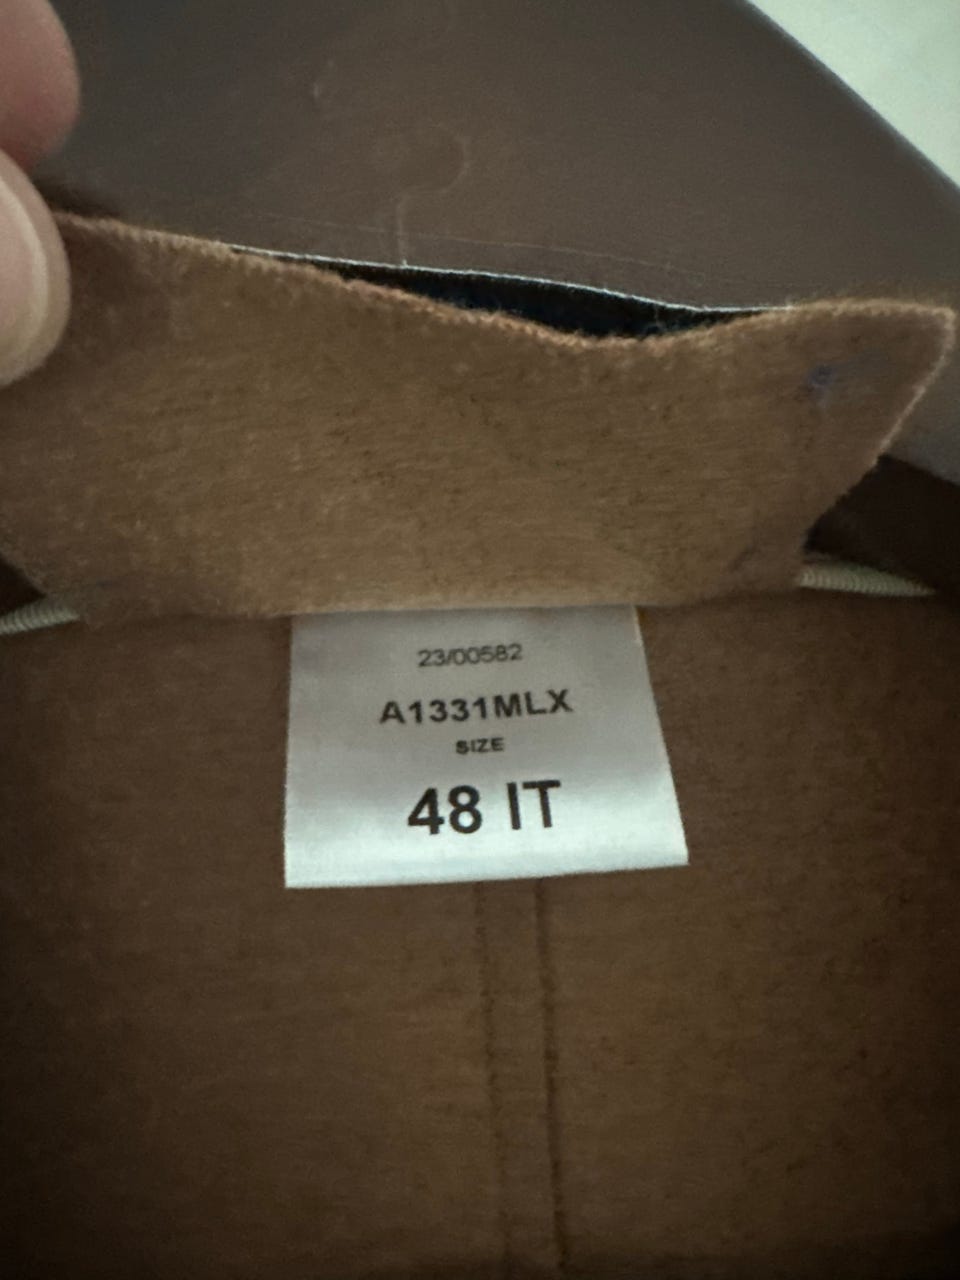 23/00582
A1331MLX
SIZE
48 IT